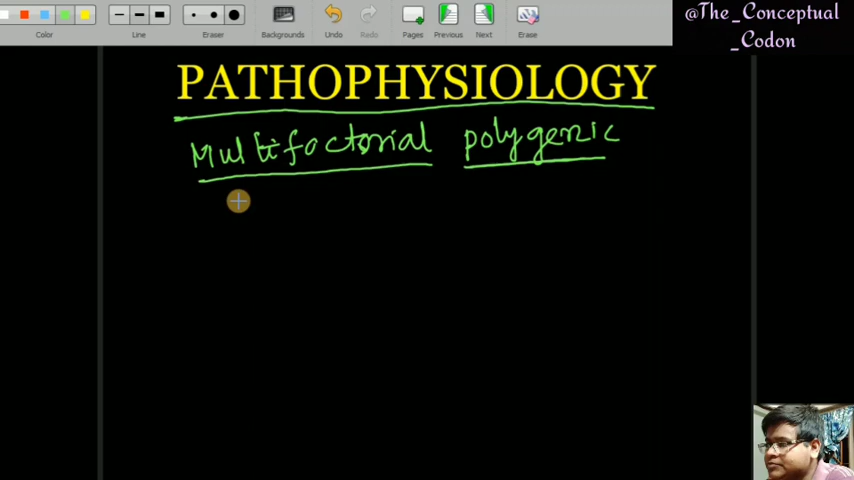 Color
Line
Eraser
Backgrounds
Undo
Redo
Pages
Previous
Next
Erase
@The_Conceptual
_Codon
PATHOPHYSIOLOGY
Multifactorial polygenic